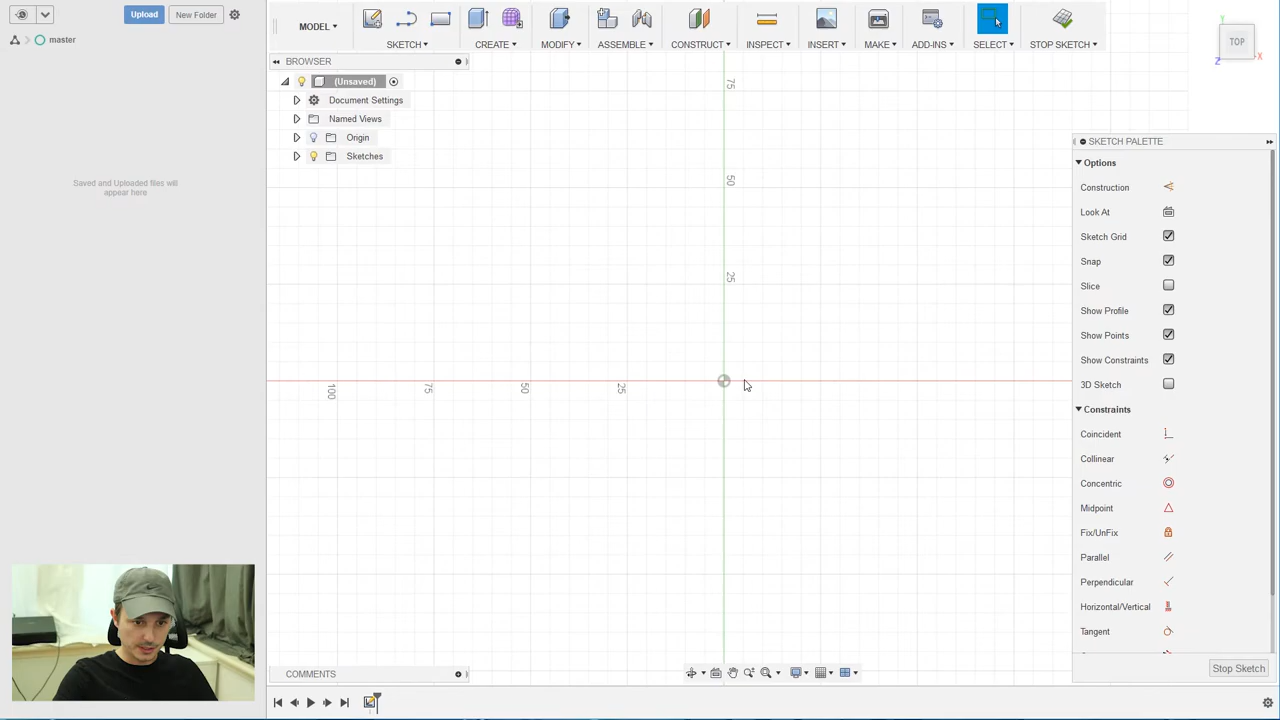 Upload
New Folder
master
Saved and Uploaded files will
appear here
MODEL
SKETCH
CREATE
MODIFY
ASSEMBLE
CONSTRUCT
INSPECT
INSERT
MAKE
ADD-INS
SELECT
STOP SKETCH
TOP
Y
Z
X
BROWSER
(Unsaved)
Document Settings
Named Views
Origin
Sketches
75
50
25
100
75
50
25
SKETCH PALETTE
Options
Construction
Look At
Sketch Grid
Snap
Slice
Show Profile
Show Points
Show Constraints
3D Sketch
Constraints
Coincident
Collinear
Concentric
Midpoint
Fix/UnFix
Parallel
Perpendicular
Horizontal/Vertical
Tangent
Stop Sketch
COMMENTS